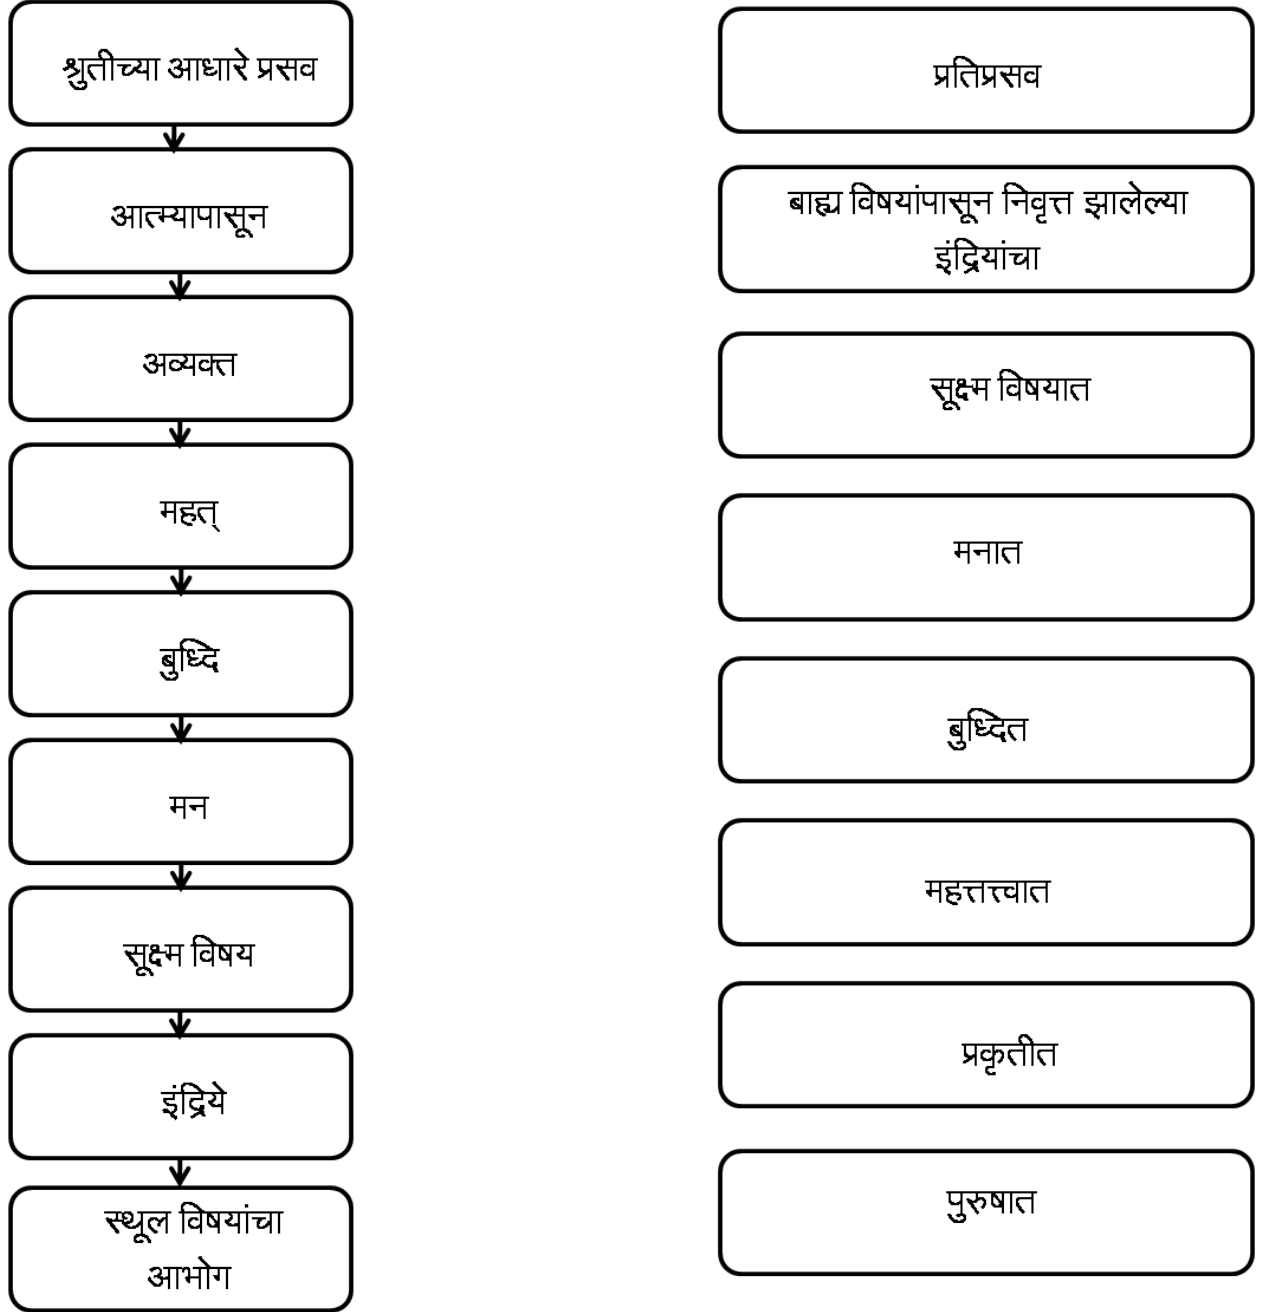 श्रुतीच्या आधारे प्रसव
आत्म्यापासून
अव्यक्त
महत्
बुध्दि
मन
सूक्ष्म विषय
इंद्रिये
स्थूल विषयांचा
आभोग
प्रतिप्रसव
बाह्य विषयांपासून निवृत्त झालेल्या
इंद्रियांचा
सूक्ष्म विषयात
मनात
बुध्दित
महत्तत्त्वात
प्रकृतीत
पुरुषात